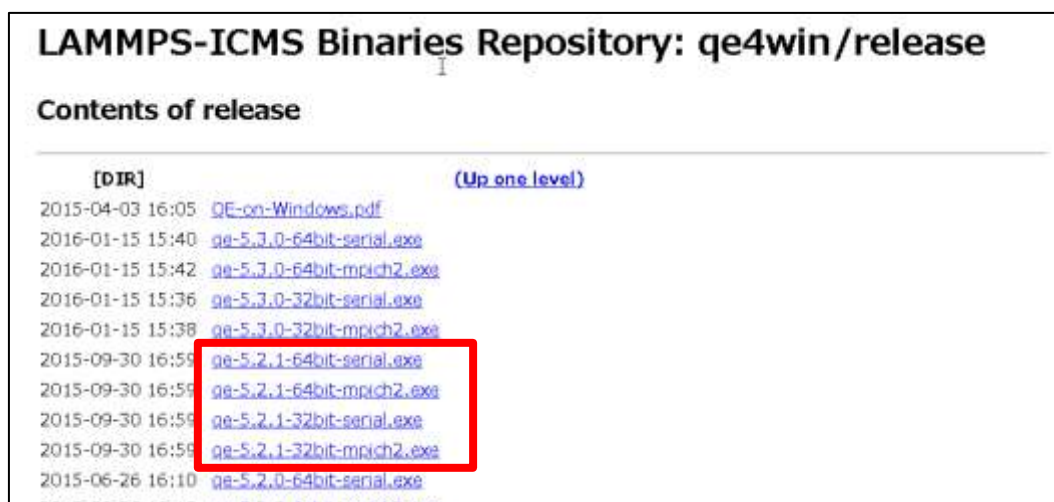 LAMMPS-ICMS Binaries Repository: qe4win/release
Contents of release
[DIR] (Up one level)
2015-04-03 16:05 QE-on-Windows.pdf
2016-01-15 15:40 qe-5.3.0-64bit-serial.exe
2016-01-15 15:42 qe-5.3.0-64bit-mpich2.exe
2016-01-15 15:36 qe-5.3.0-32bit-serial.exe
2016-01-15 15:38 qe-5.3.0-32bit-mpich2.exe
2015-09-30 16:59 qe-5.2.1-64bit-serial.exe
2015-09-30 16:59 qe-5.2.1-64bit-mpich2.exe
2015-09-30 16:59 qe-5.2.1-32bit-serial.exe
2015-09-30 16:59 qe-5.2.1-32bit-mpich2.exe
2015-06-26 16:10 qe-5.2.0-64bit-serial.exe